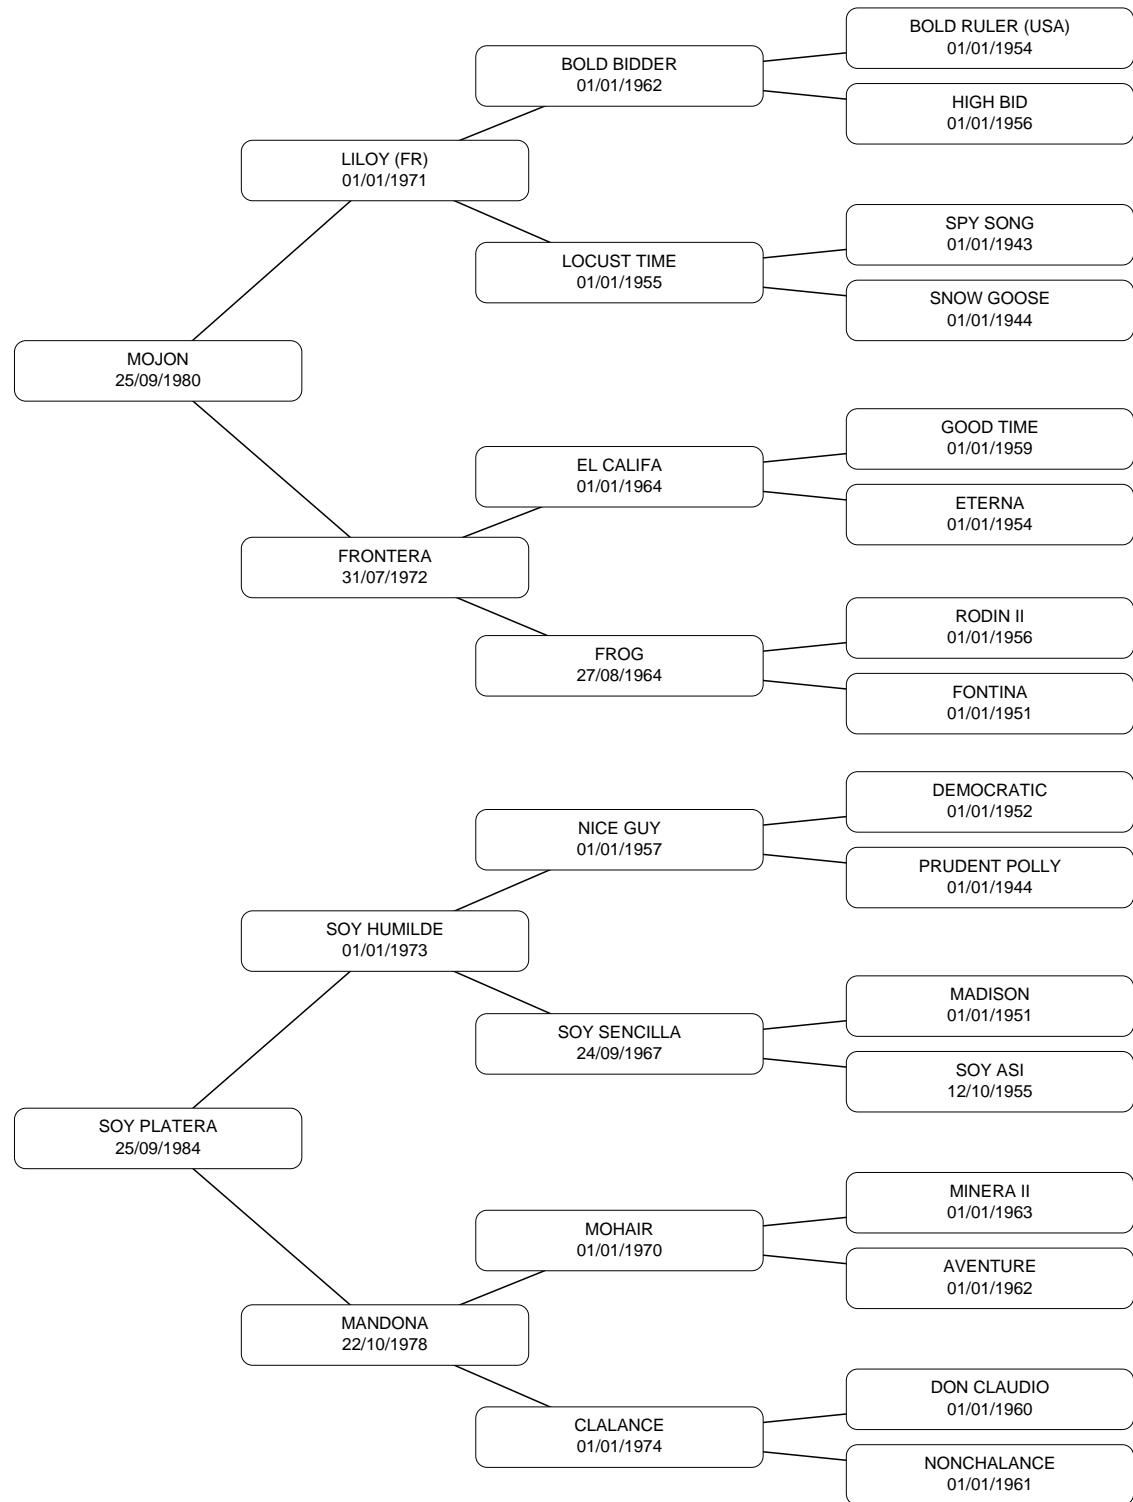 BOLD RULER (USA)
01/01/1954
BOLD BIDDER
01/01/1962
HIGH BID
01/01/1956
LILOY (FR)
01/01/1971
SPY SONG
01/01/1943
LOCUST TIME
01/01/1955
SNOW GOOSE
01/01/1944
MOJON
25/09/1980
GOOD TIME
01/01/1959
EL CALIFA
01/01/1964
ETERNA
01/01/1954
FRONTERA
31/07/1972
RODIN II
01/01/1956
FROG
27/08/1964
FONTINA
01/01/1951
DEMOCRATIC
01/01/1952
NICE GUY
01/01/1957
PRUDENT POLLY
01/01/1944
SOY HUMILDE
01/01/1973
MADISON
01/01/1951
SOY SENCILLA
24/09/1967
SOY ASI
12/10/1955
SOY PLATERA
25/09/1984
MINERA II
01/01/1963
MOHAIR
01/01/1970
AVENTURE
01/01/1962
MANDONA
22/10/1978
DON CLAUDIO
01/01/1960
CLALANCE
01/01/1974
NONCHALANCE
01/01/1961